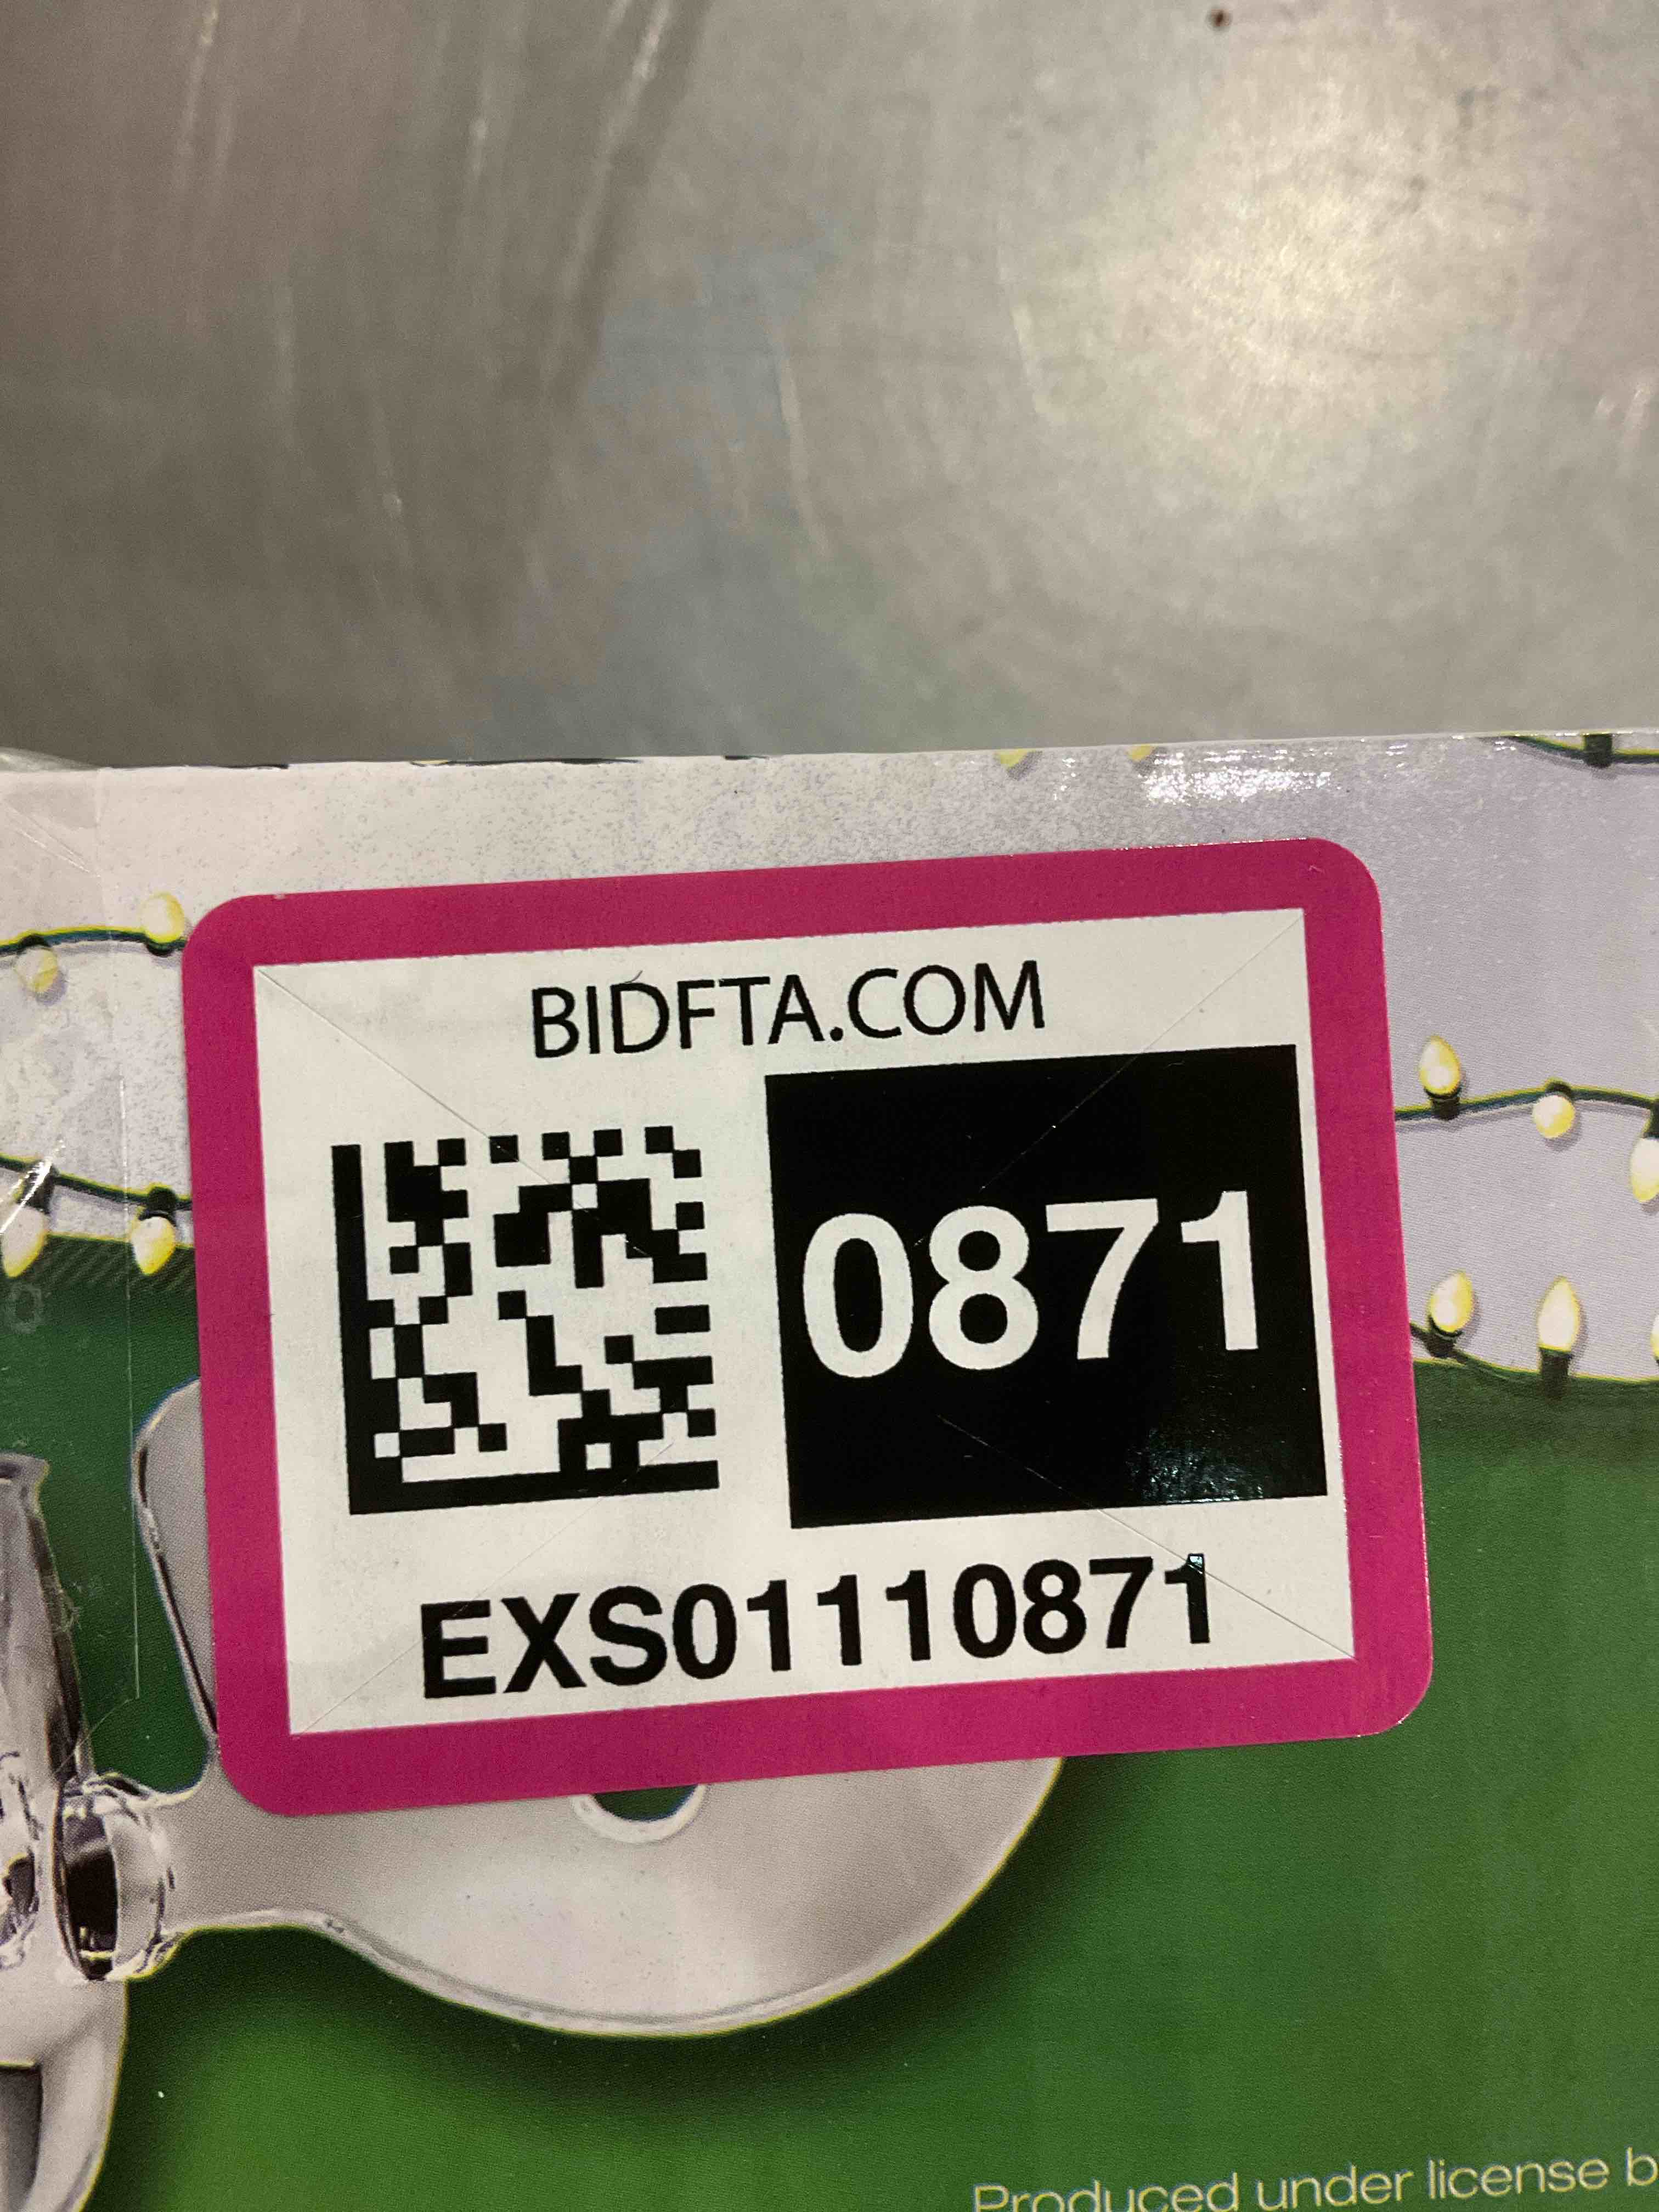 BIDFTA.COM
0871
EXS01110871
Produced under license b